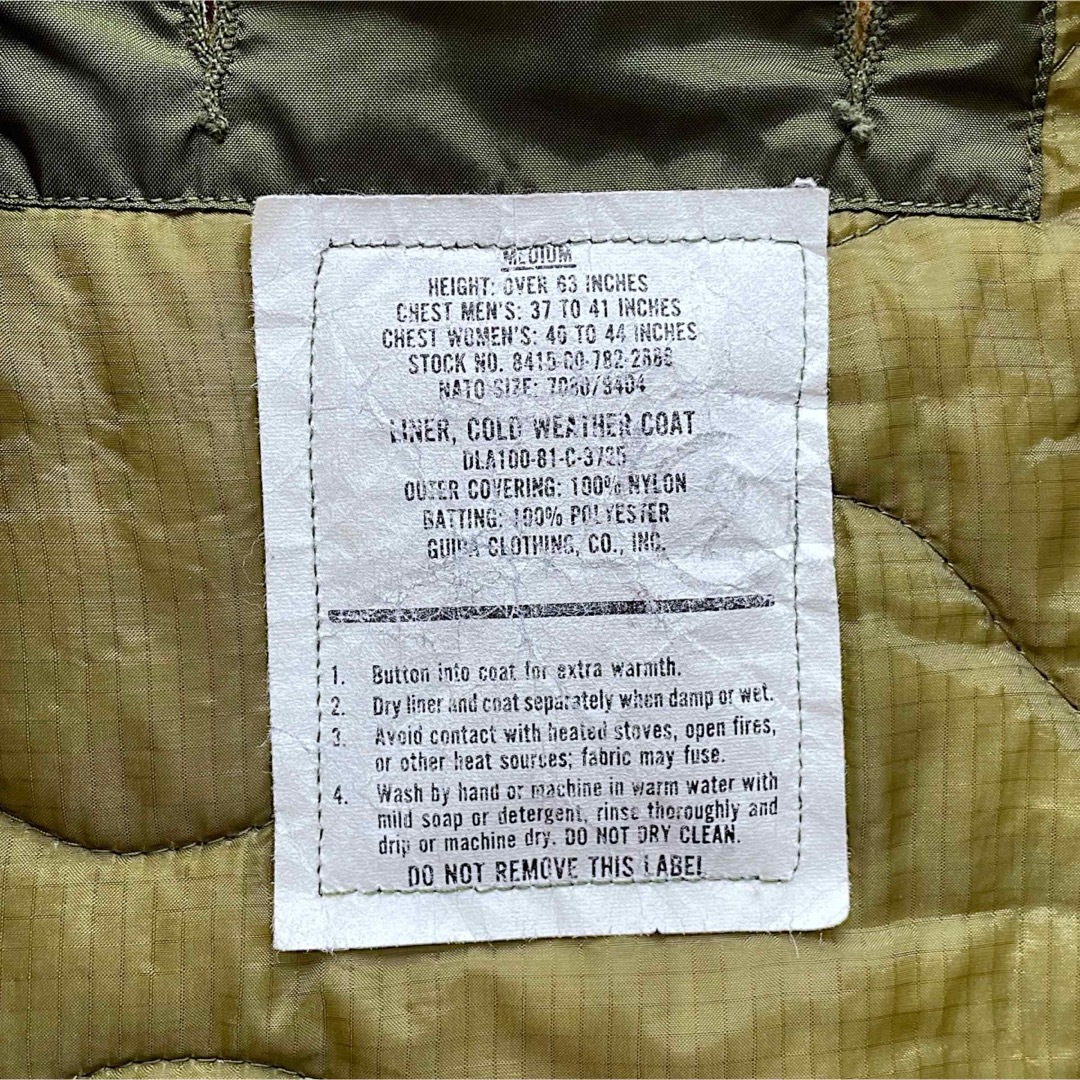 MEDIUM
HEIGHT: OVER 63 INCHES
CHEST MEN'S: 37 TO 41 INCHES
CHEST WOMEN'S: 40 TO 44 INCHES
STOCK NO. 8415-00-782-2886
NATO SIZE: 7080/9404
LINER, COLD WEATHER COAT
DLA100-81-C-3725
OUTER COVERING: 100% NYLON
BATTING: 100% POLYESTER
CLOTHING, CO., INC.
1. Button into coat for extra warmth.
2. Dry liner and coat separately when damp or wet.
3. Avoid contact with heated stoves, open fires,
or other heat sources; fabric may fuse.
4. Wash by hand or machine in warm water with
mild soap or detergent, rinse thoroughly and
drip or machine dry. DO NOT DRY CLEAN.
DO NOT REMOVE THIS LABEL